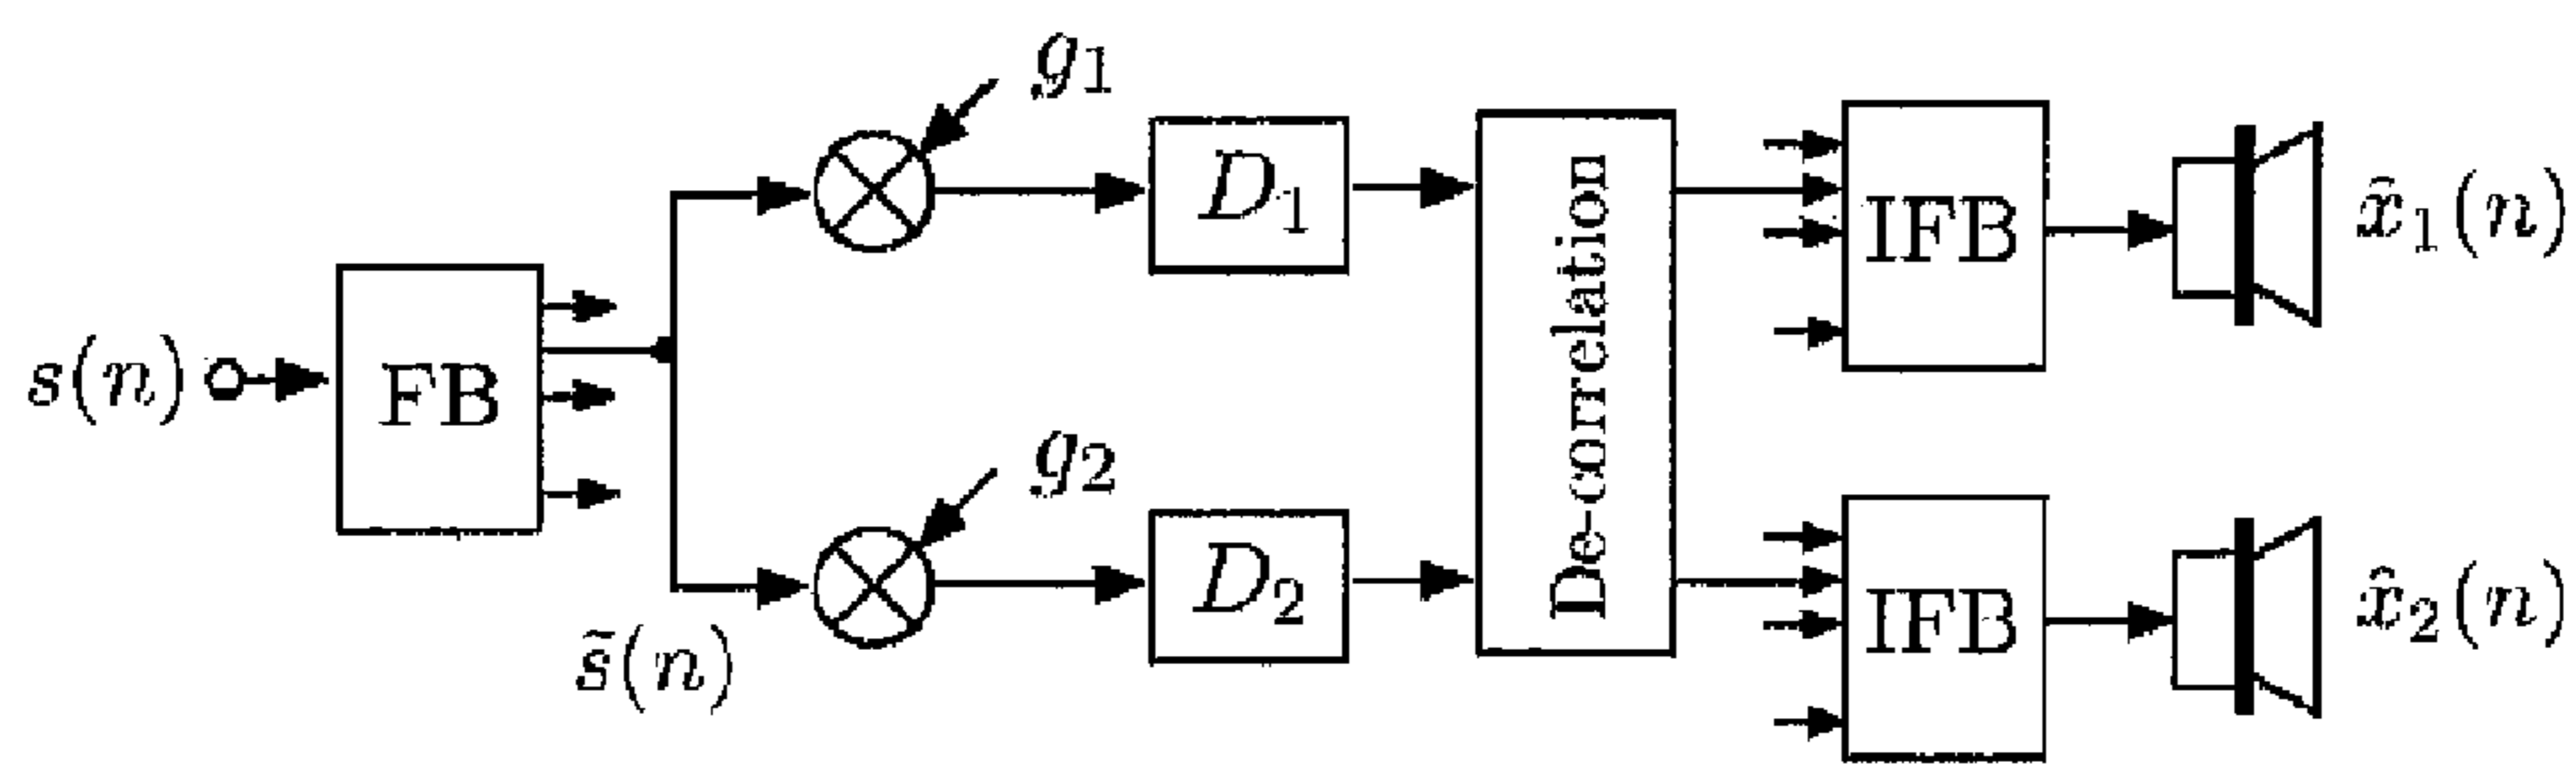 g₁
D₁
De-correlation
IFB
x̂₁(n)
s(n)
FB
g₂
D₂
IFB
x̂₂(n)
s̃(n)